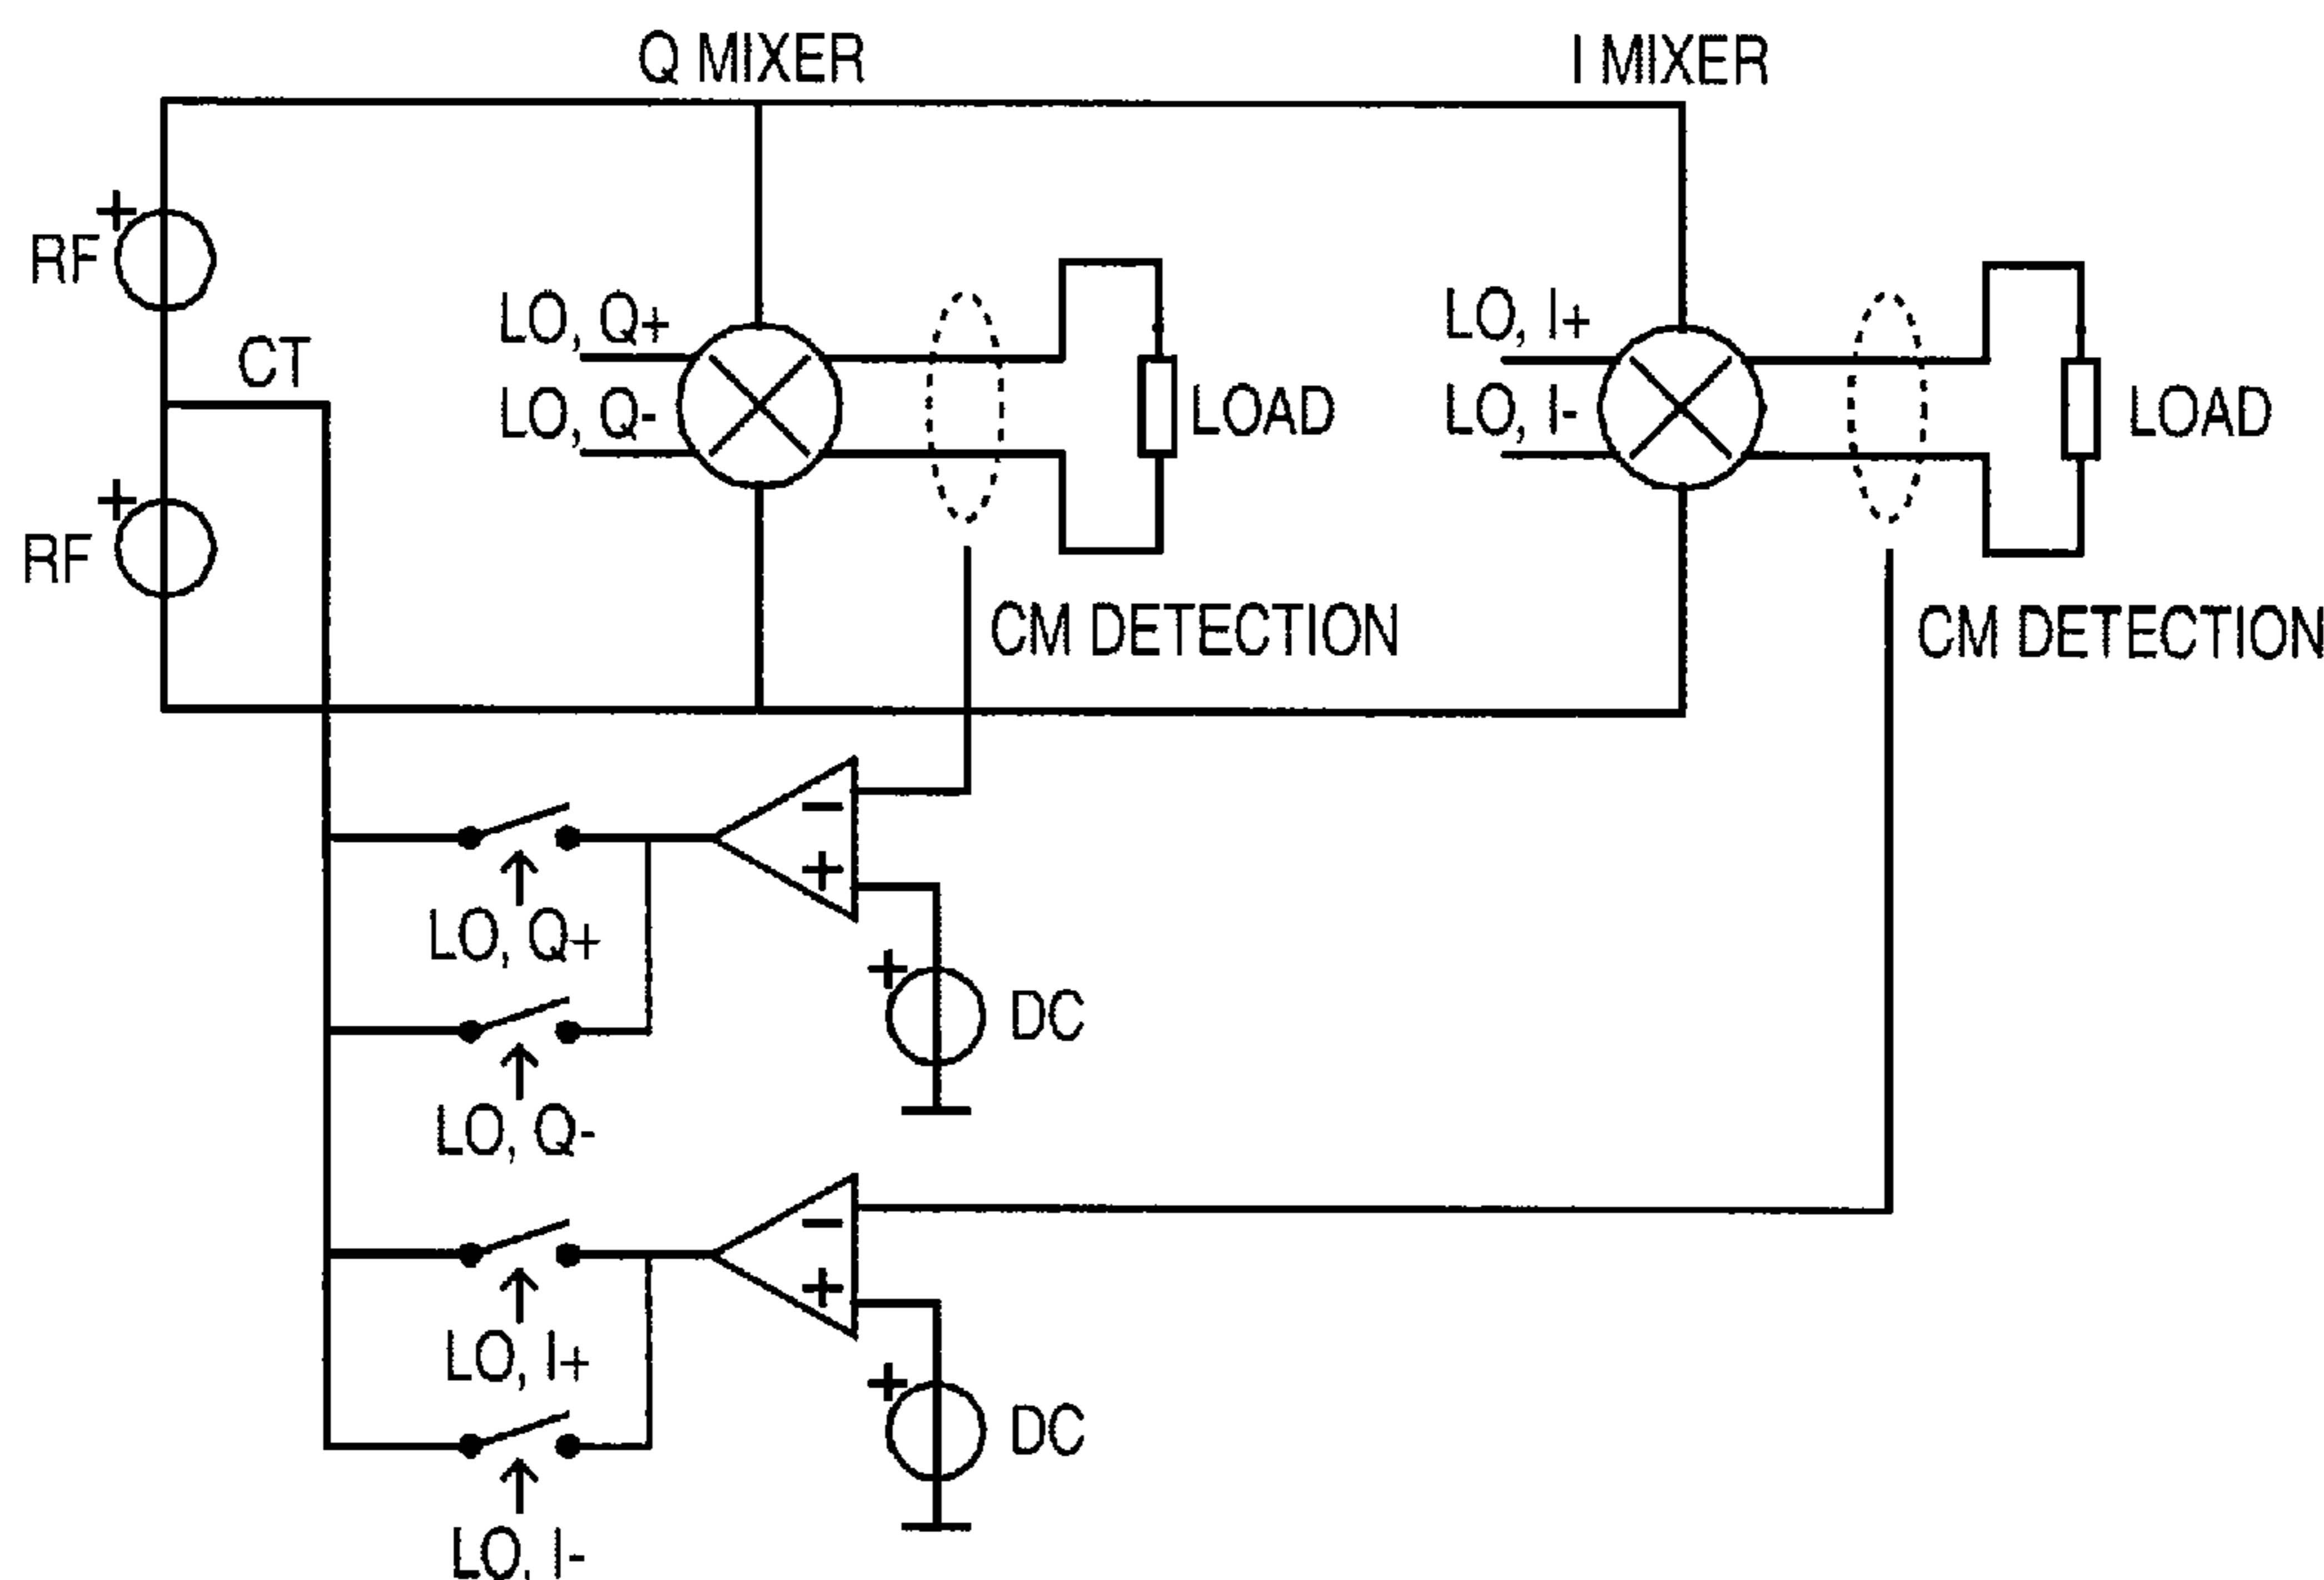 Q MIXER
I MIXER
+
RF
CT
LO, Q+
LO, Q-
LOAD
LO, I+
LO, I-
LOAD
+
RF
CM DETECTION
CM DETECTION
−
+
LO, Q+
+
DC
LO, Q-
−
+
LO, I+
+
DC
LO, I-